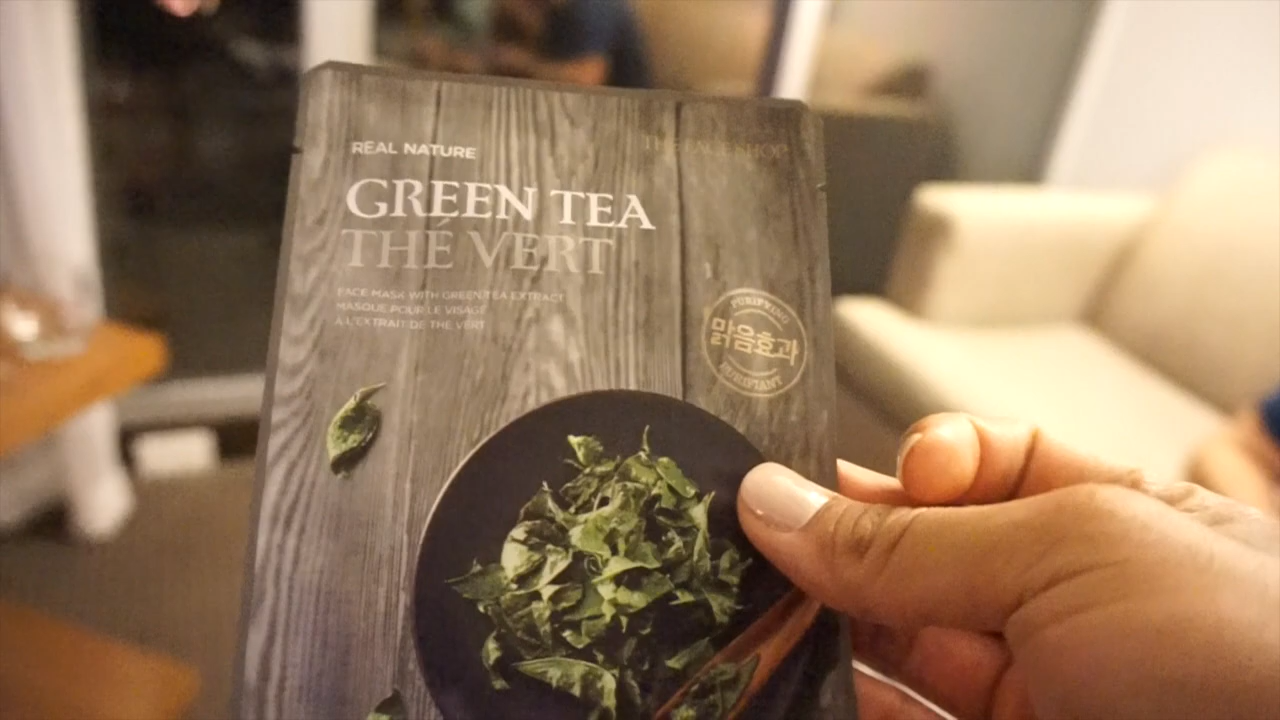 REAL NATURE
THE FACE SHOP
GREEN TEA
THÉ VERT
FACE MASK WITH GREEN TEA EXTRACT
MASQUE POUR LE VISAGE
À L'EXTRAIT DE THÉ VERT
PURIFYING
맑음효과
PURIFIANT